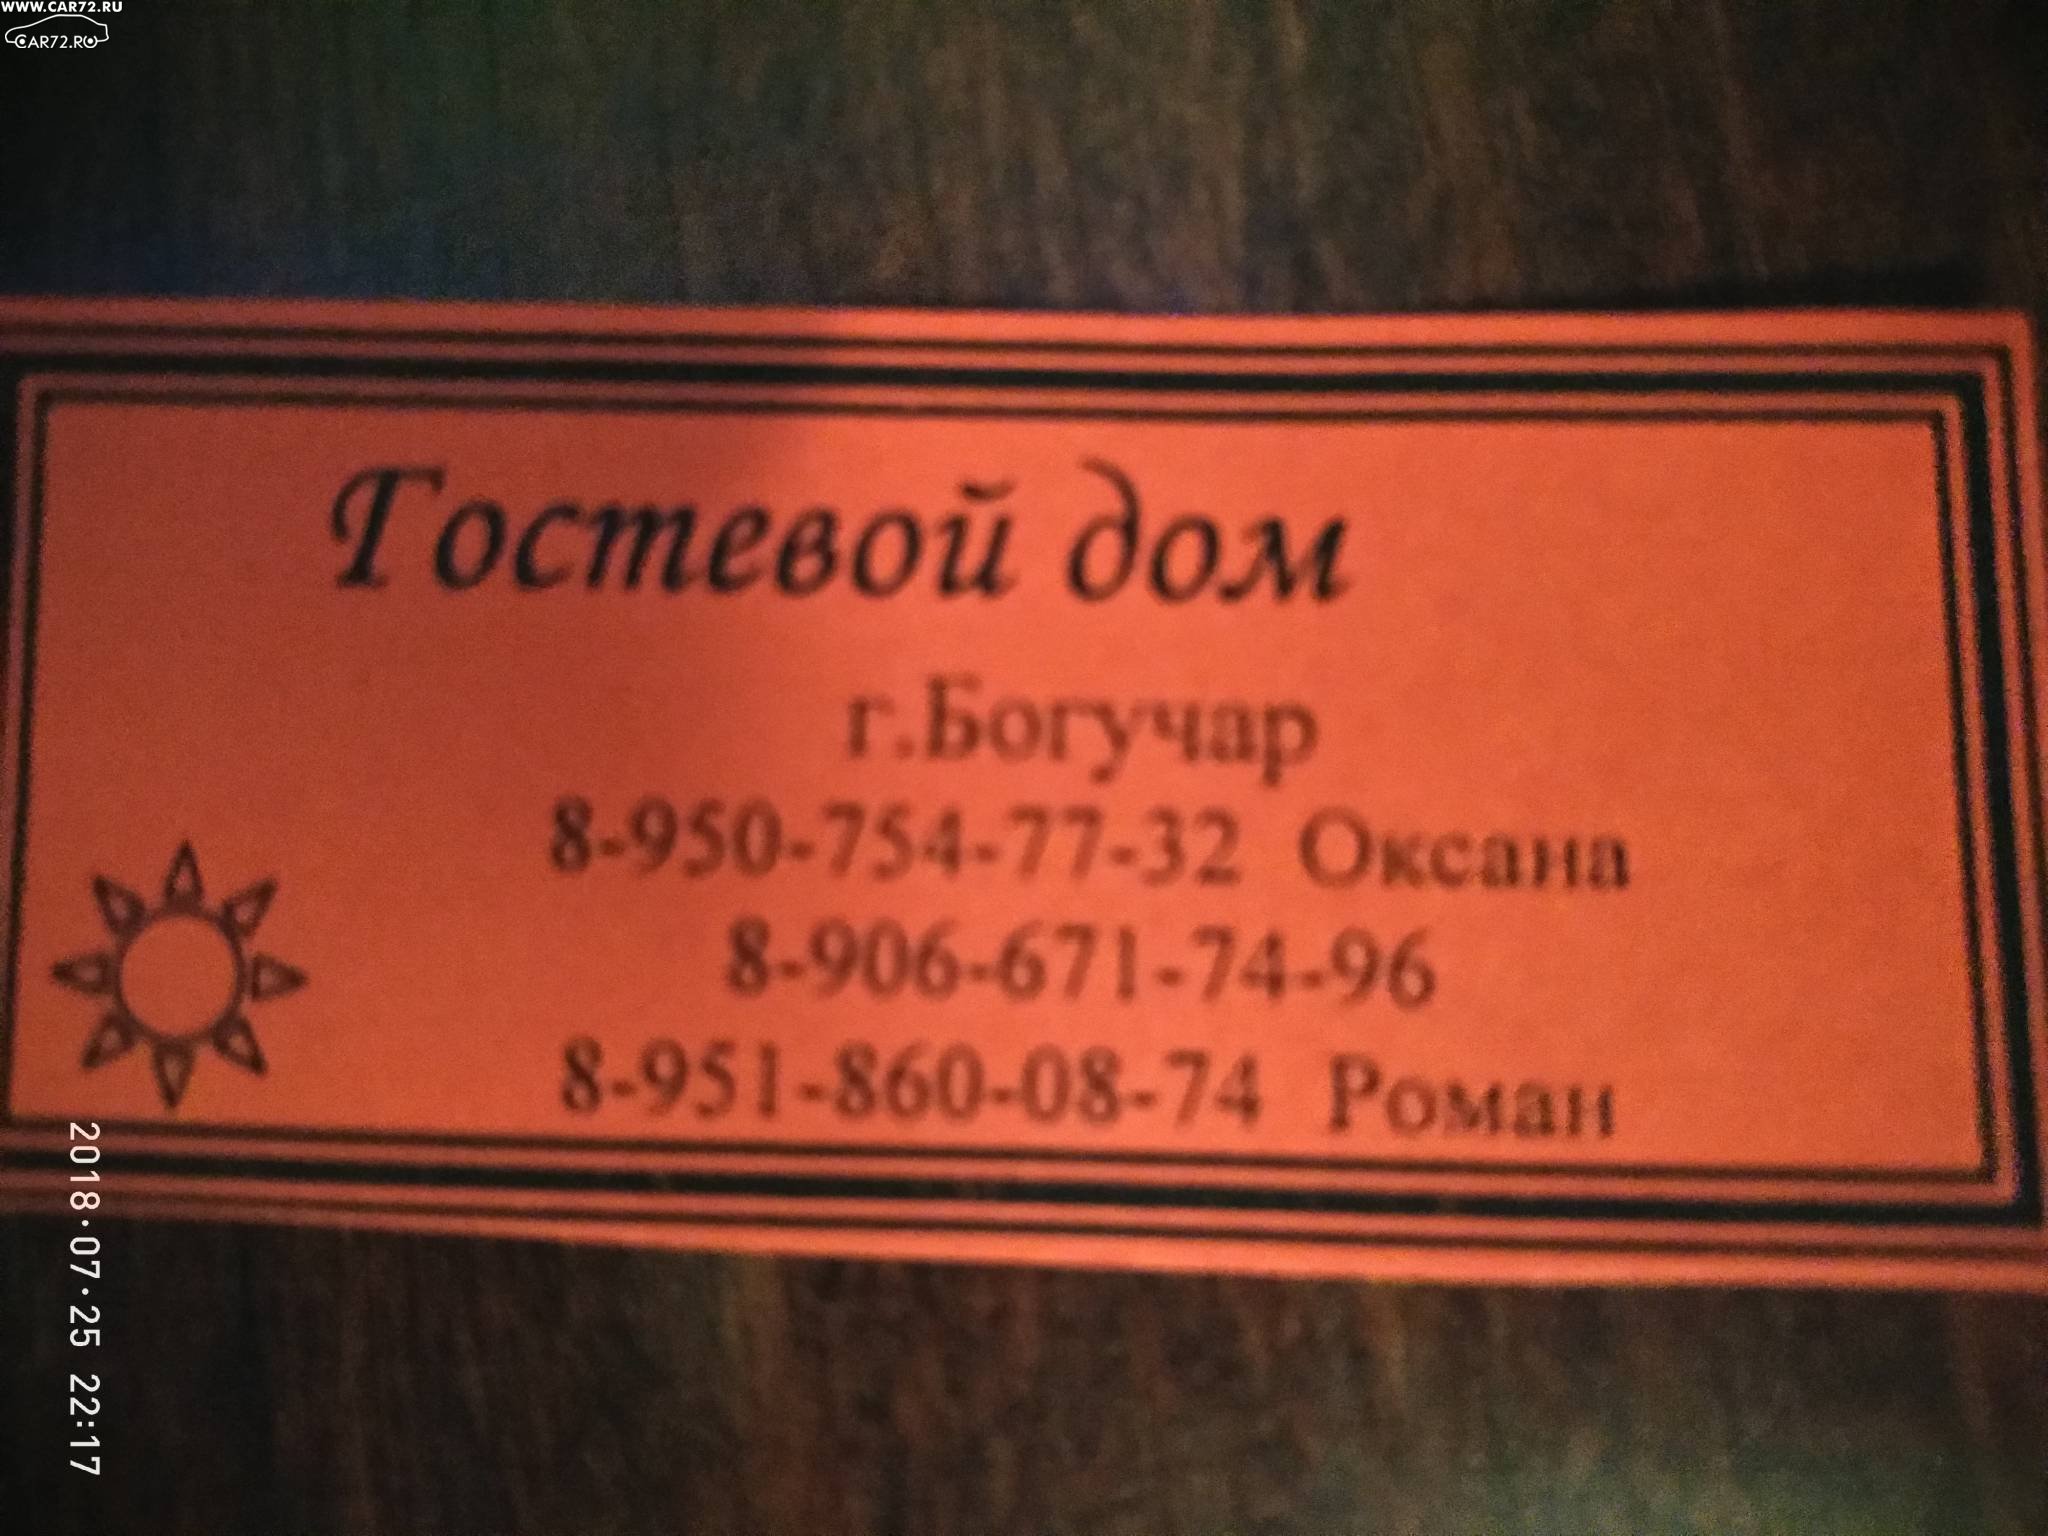 WWW.CAR72.RU
CAR72.RU
Гостевой дом
г.Богучар
8-950-754-77-32 Оксана
8-906-671-74-96
8-951-860-08-74 Роман
2018·07·25 22:17